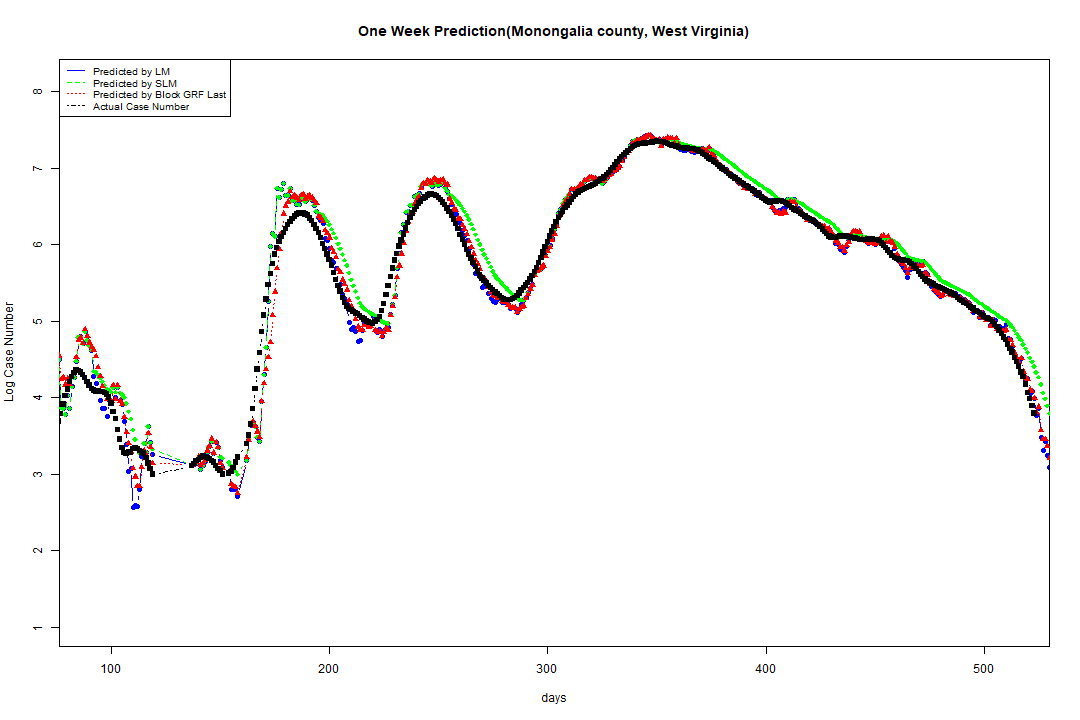 One Week Prediction(Monongalia county, West Virginia)
Predicted by LM
Predicted by SLM
Predicted by Block GRF Last
Actual Case Number
8
7
6
5
4
3
2
1
Log Case Number
100 200 300 400 500
days